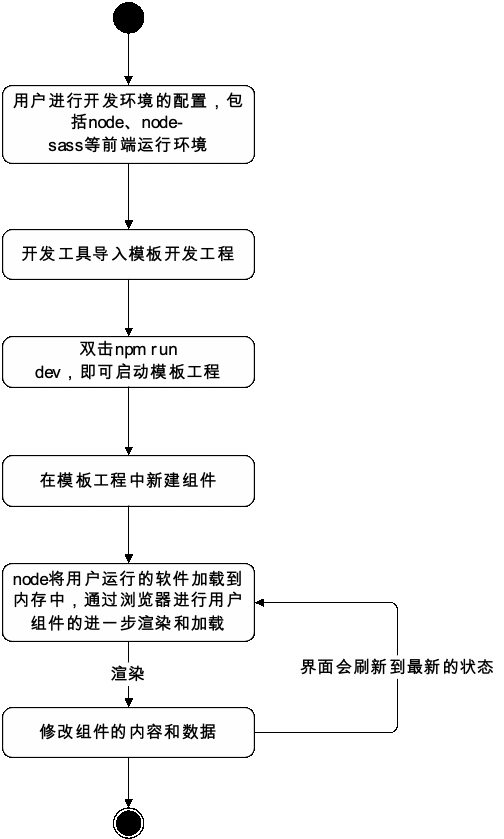 用户进行开发环境的配置，包
括node、node-
sass等前端运行环境
开发工具导入模板开发工程
双击npm run
dev，即可启动模板工程
在模板工程中新建组件
node将用户运行的软件加载到
内存中，通过浏览器进行用户
组件的进一步渲染和加载
渲染
界面会刷新到最新的状态
修改组件的内容和数据